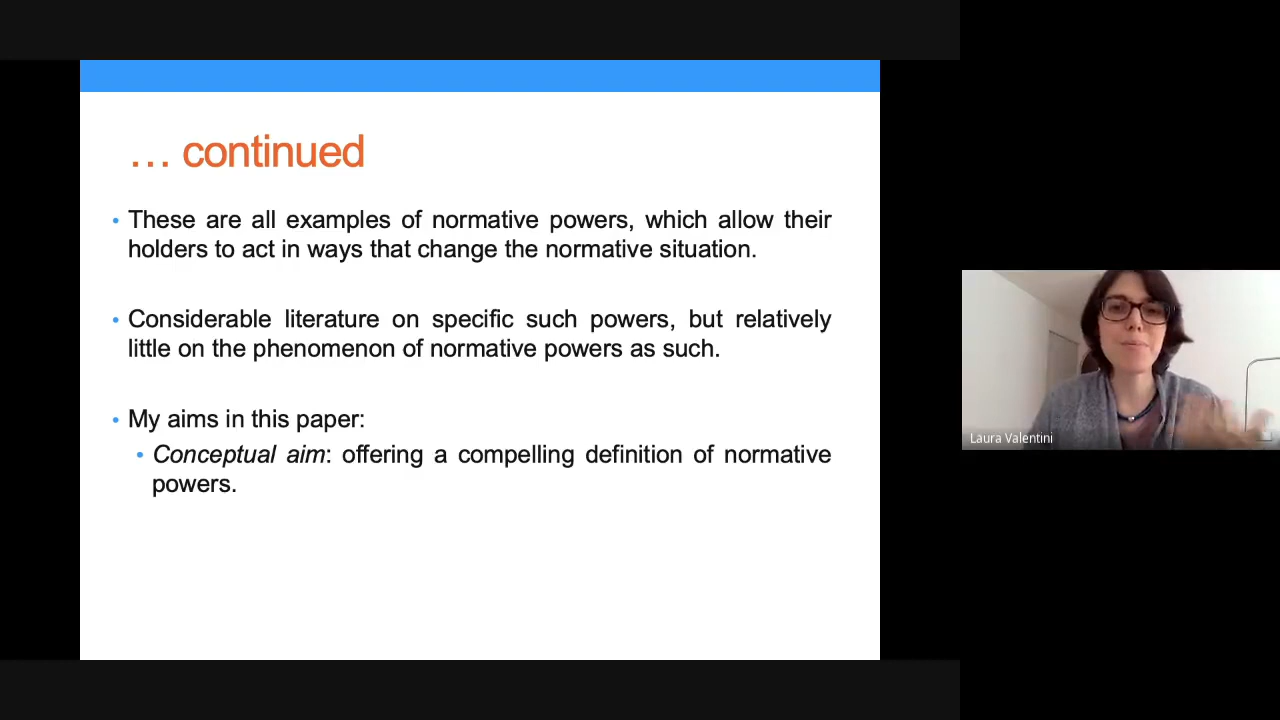 … continued
• These are all examples of normative powers, which allow their
holders to act in ways that change the normative situation.
• Considerable literature on specific such powers, but relatively
little on the phenomenon of normative powers as such.
• My aims in this paper:
• Conceptual aim: offering a compelling definition of normative
powers.
Laura Valentini